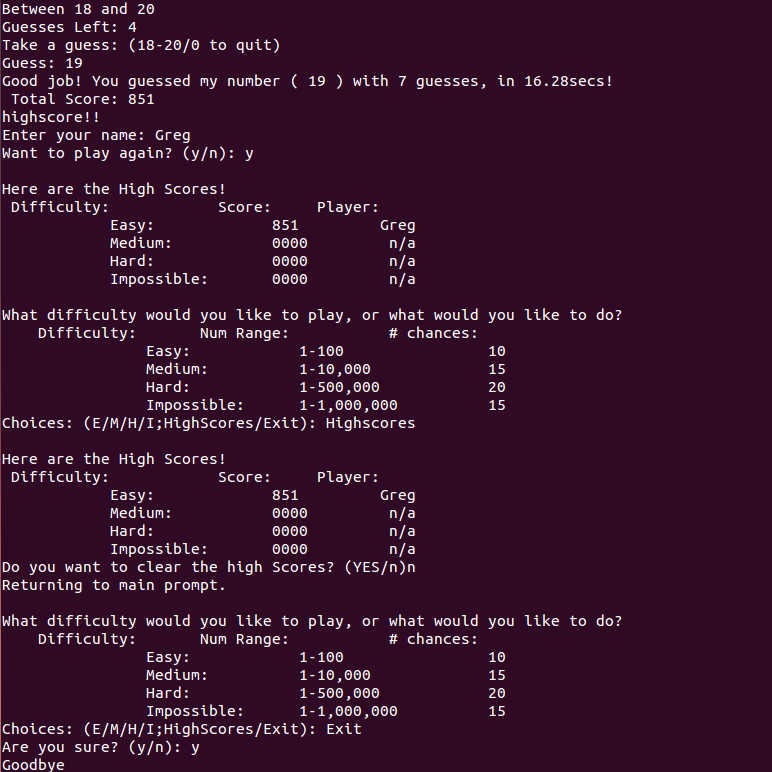 Between 18 and 20
Guesses Left: 4
Take a guess: (18-20/0 to quit)
Guess: 19
Good job! You guessed my number ( 19 ) with 7 guesses, in 16.28secs!
Total Score: 851
highscore!!
Enter your name: Greg
Want to play again? (y/n): y
Here are the High Scores!
Difficulty: Score: Player:
Easy: 851 Greg
Medium: 0000 n/a
Hard: 0000 n/a
Impossible: 0000 n/a
What difficulty would you like to play, or what would you like to do?
Difficulty: Num Range: # chances:
Easy: 1-100 10
Medium: 1-10,000 15
Hard: 1-500,000 20
Impossible: 1-1,000,000 15
Choices: (E/M/H/I;HighScores/Exit): Highscores
Here are the High Scores!
Difficulty: Score: Player:
Easy: 851 Greg
Medium: 0000 n/a
Hard: 0000 n/a
Impossible: 0000 n/a
Do you want to clear the high Scores? (YES/n)n
Returning to main prompt.
What difficulty would you like to play, or what would you like to do?
Difficulty: Num Range: # chances:
Easy: 1-100 10
Medium: 1-10,000 15
Hard: 1-500,000 20
Impossible: 1-1,000,000 15
Choices: (E/M/H/I;HighScores/Exit): Exit
Are you sure? (y/n): y
Goodbye